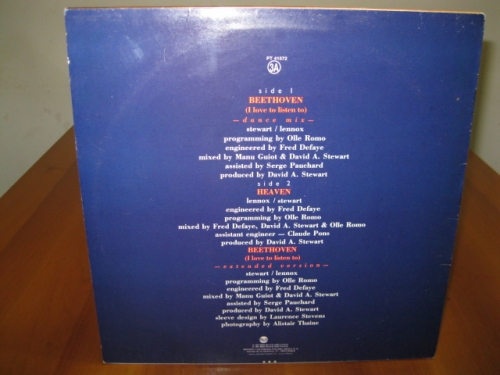 PT 41672
3A
side 1
BEETHOVEN
(I love to listen to)
—dance mix—
stewart / lennox
programming by Olle Romo
engineered by Fred Defaye
mixed by Manu Guiot & David A. Stewart
assisted by Serge Pauchard
produced by David A. Stewart
side 2
HEAVEN
lennox / stewart
engineered by Fred Defaye
programming by Olle Romo
mixed by Fred Defaye, David A. Stewart & Olle Romo
assistant engineer — Claude Pons
produced by David A. Stewart
BEETHOVEN
(I love to listen to)
—extended version—
stewart / lennox
programming by Olle Romo
engineered by Fred Defaye
mixed by Manu Guiot & David A. Stewart
assisted by Serge Pauchard
produced by David A. Stewart
sleeve design by Laurence Stevens
photography by Alistair Thaine